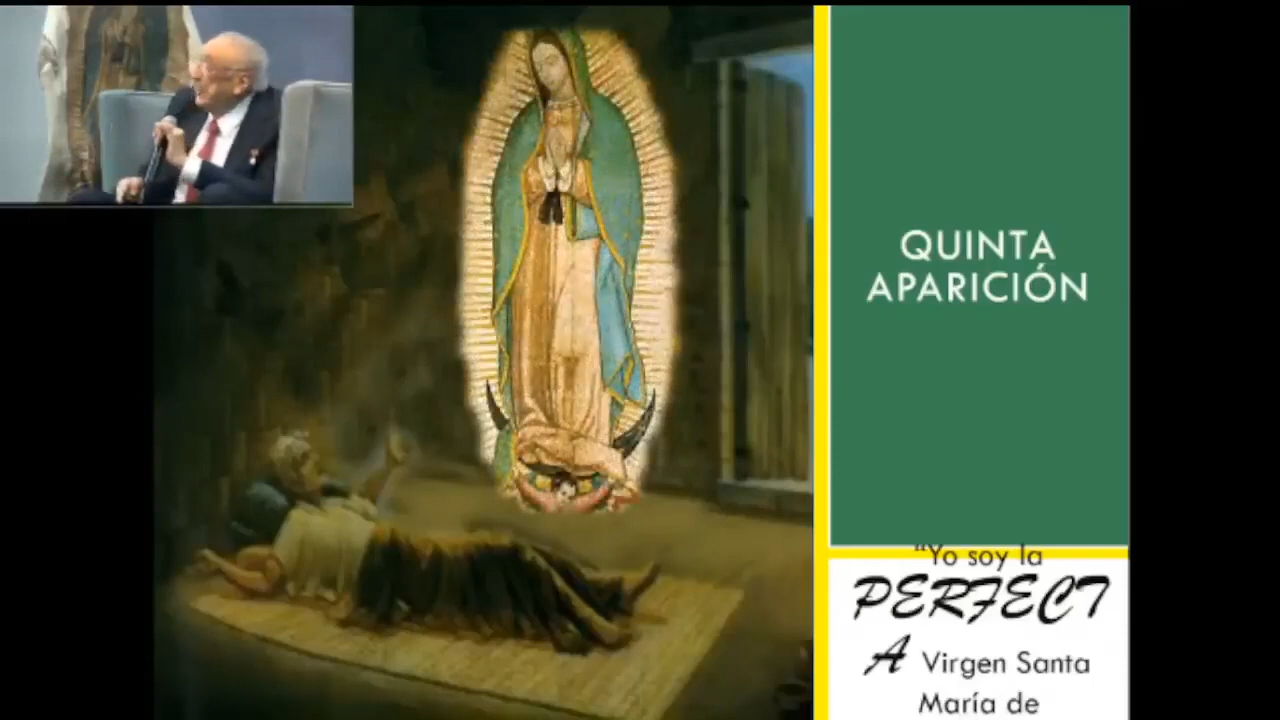 QUINTA
APARICIÓN
"Yo soy la
PERFECT
A Virgen Santa
María de